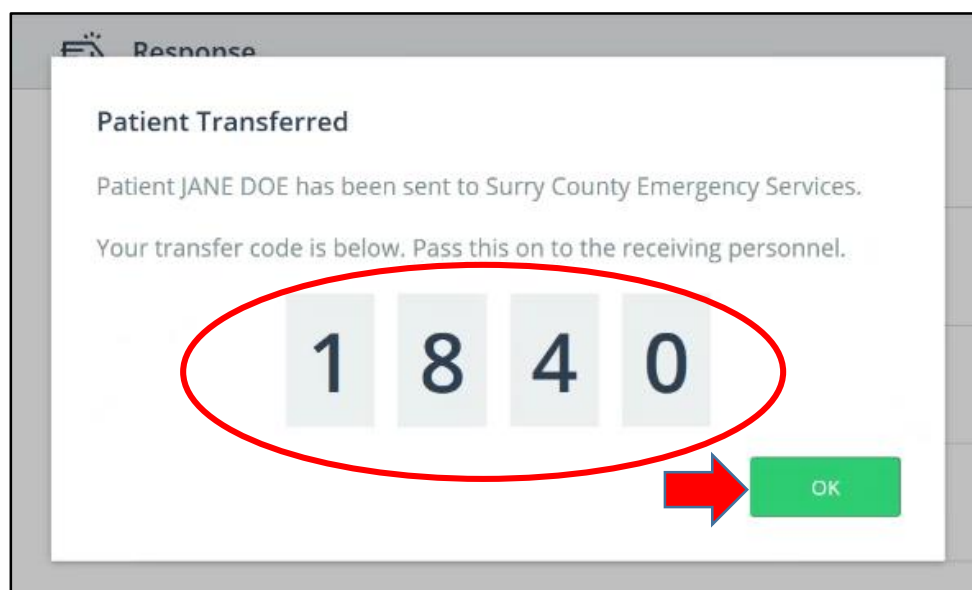 Response
Patient Transferred
Patient JANE DOE has been sent to Surry County Emergency Services.
Your transfer code is below. Pass this on to the receiving personnel.
1 8 4 0
OK